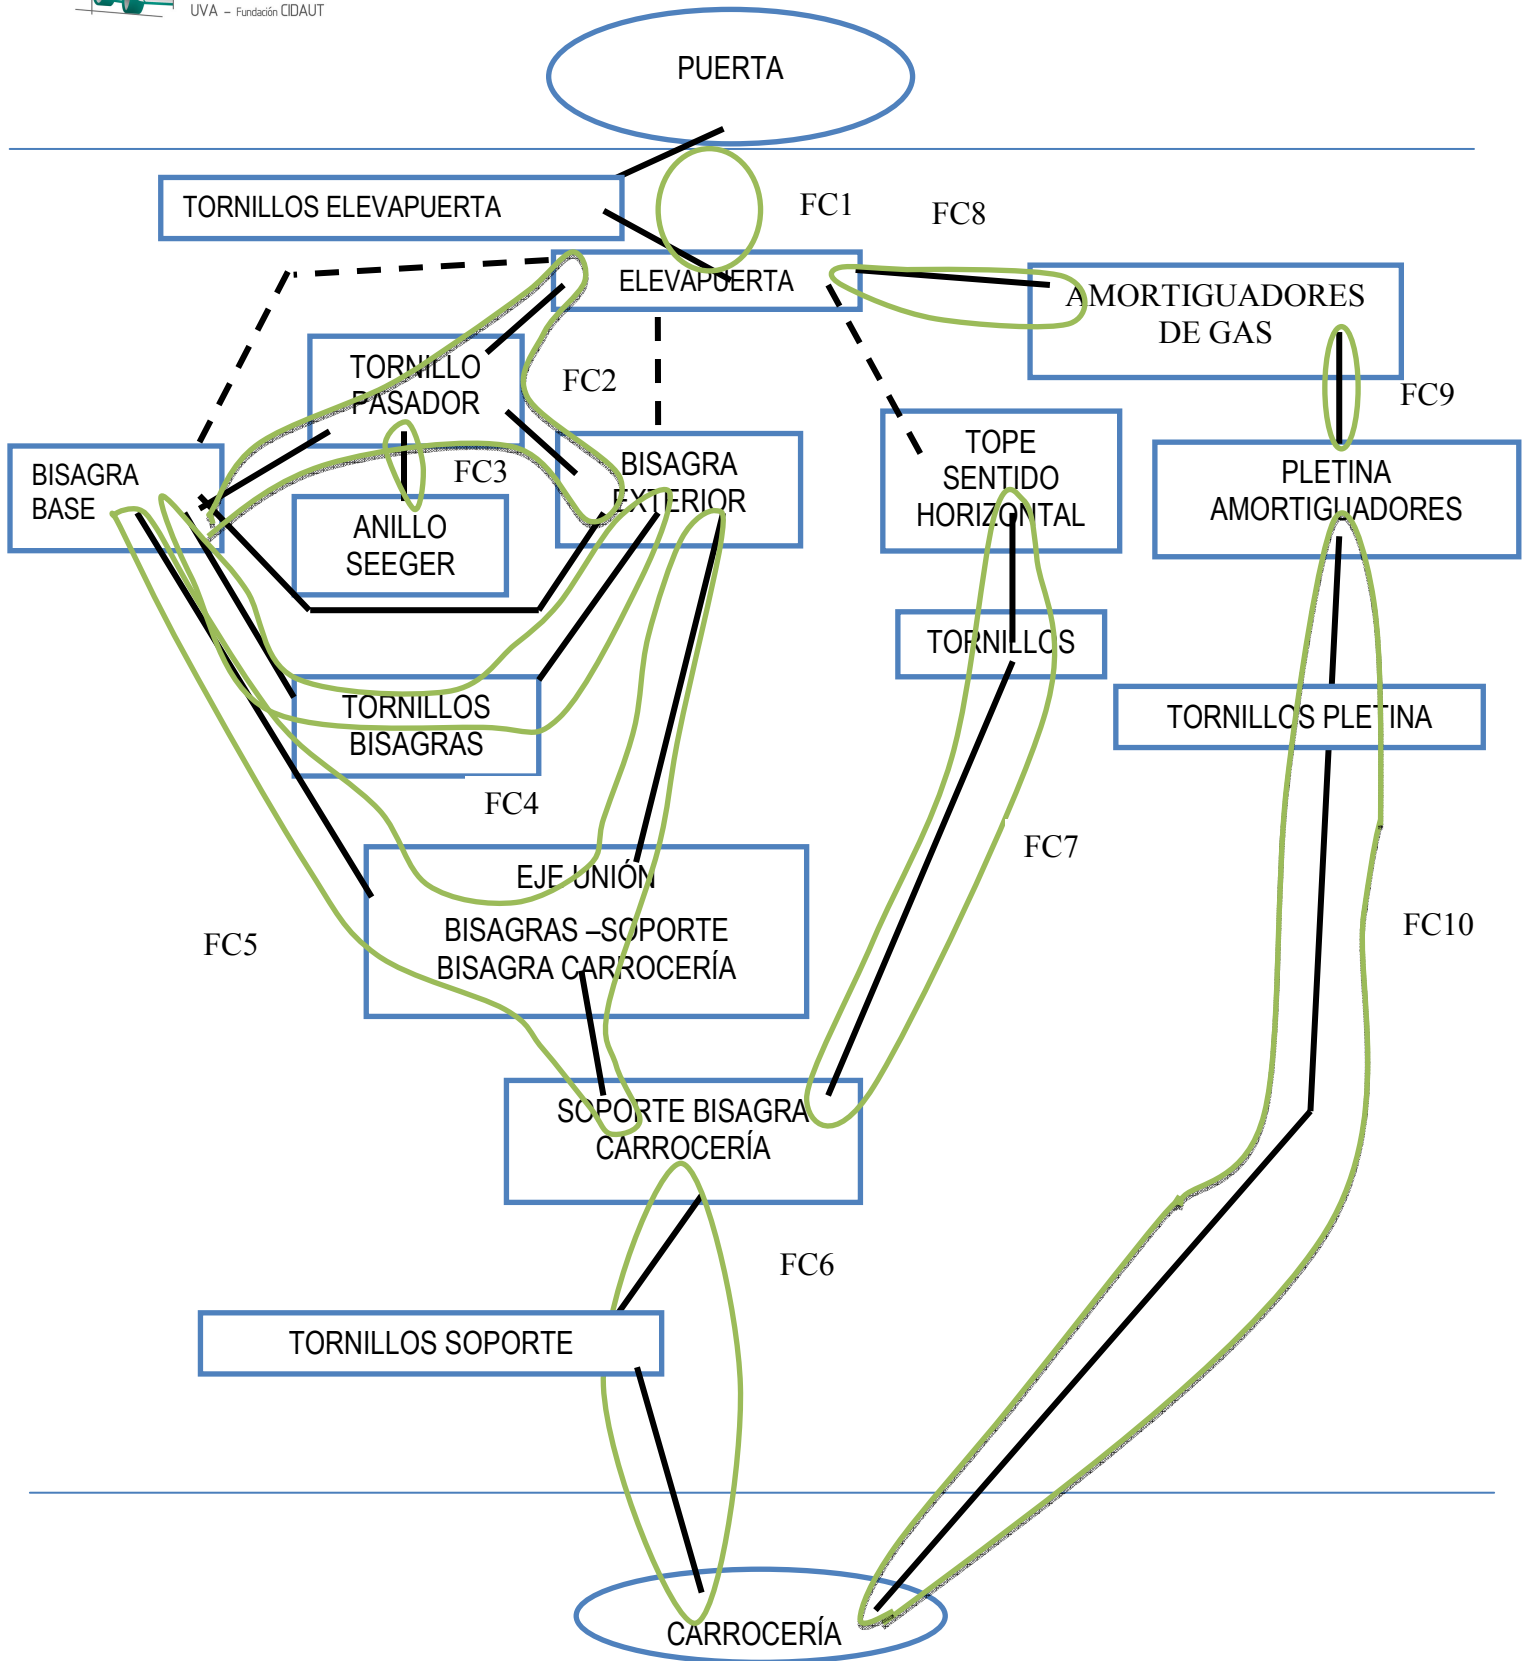 UVA – Fundación CIDAUT
PUERTA
TORNILLOS ELEVAPUERTA
FC1
FC8
ELEVAPUERTA
AMORTIGUADORES
DE GAS
TORNILLO
PASADOR
FC2
FC9
BISAGRA
BASE
FC3
BISAGRA
EXTERIOR
TOPE
SENTIDO
HORIZONTAL
PLETINA
AMORTIGUADORES
ANILLO
SEEGER
TORNILLOS
TORNILLOS
BISAGRAS
TORNILLOS PLETINA
FC4
FC7
EJE UNIÓN
BISAGRAS –SOPORTE
BISAGRA CARROCERÍA
FC5
FC10
SOPORTE BISAGRA
CARROCERÍA
FC6
TORNILLOS SOPORTE
CARROCERÍA